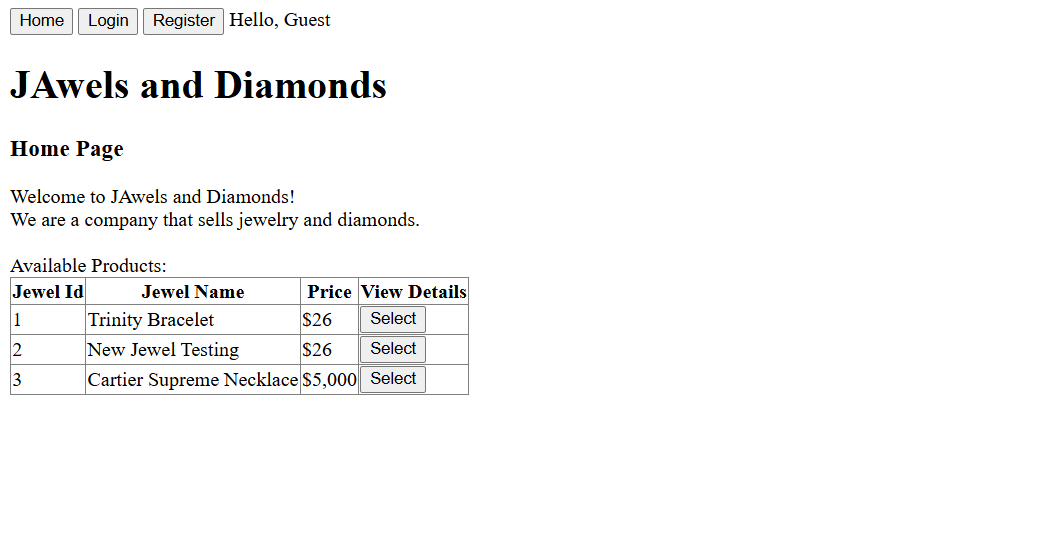 Home Login Register Hello, Guest
JAwels and Diamonds
Home Page
Welcome to JAwels and Diamonds!
We are a company that sells jewelry and diamonds.
Available Products:
Jewel Id Jewel Name Price View Details
1 Trinity Bracelet $26 Select
2 New Jewel Testing $26 Select
3 Cartier Supreme Necklace $5,000 Select